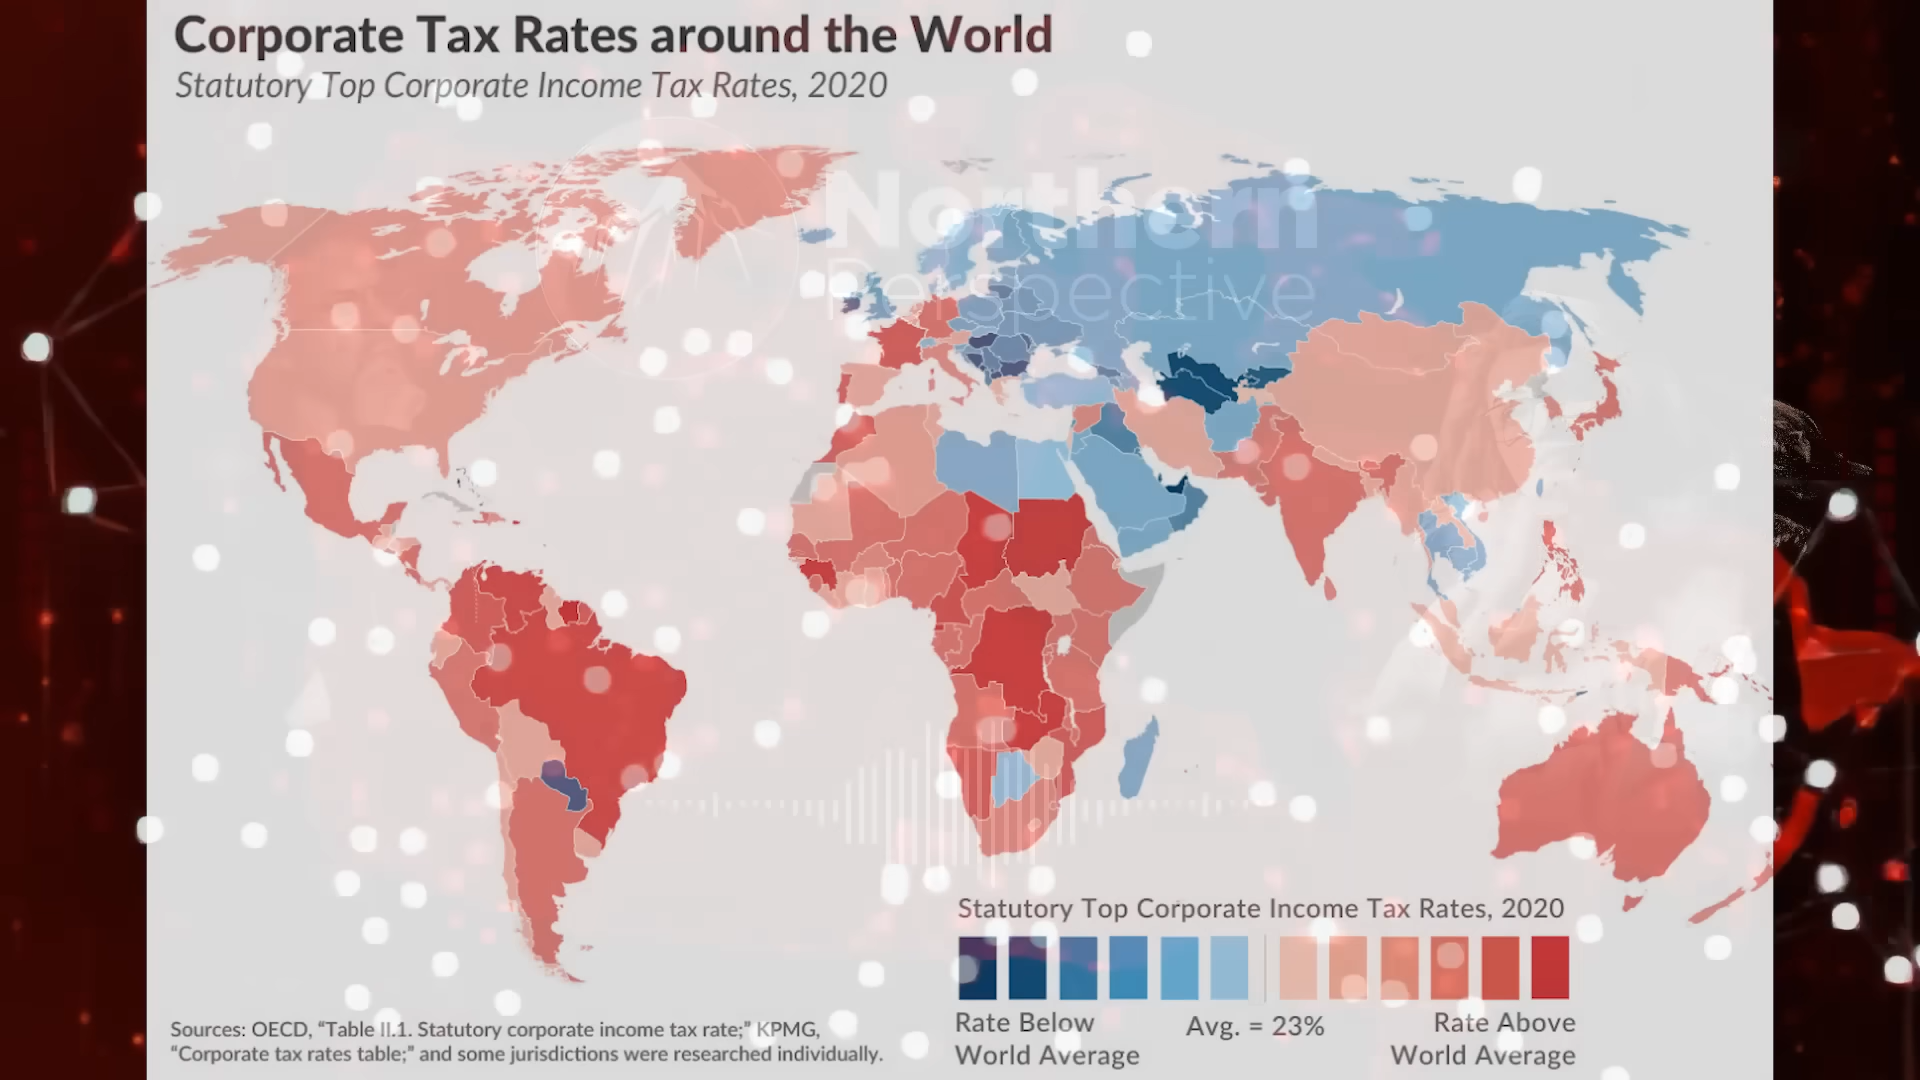 Corporate Tax Rates around the World
Statutory Top Corporate Income Tax Rates, 2020
Northern
Perspective
Statutory Top Corporate Income Tax Rates, 2020
Rate Below
World Average
Avg. = 23%
Rate Above
World Average
Sources: OECD, “Table II.1. Statutory corporate income tax rate;” KPMG,
“Corporate tax rates table;” and some jurisdictions were researched individually.